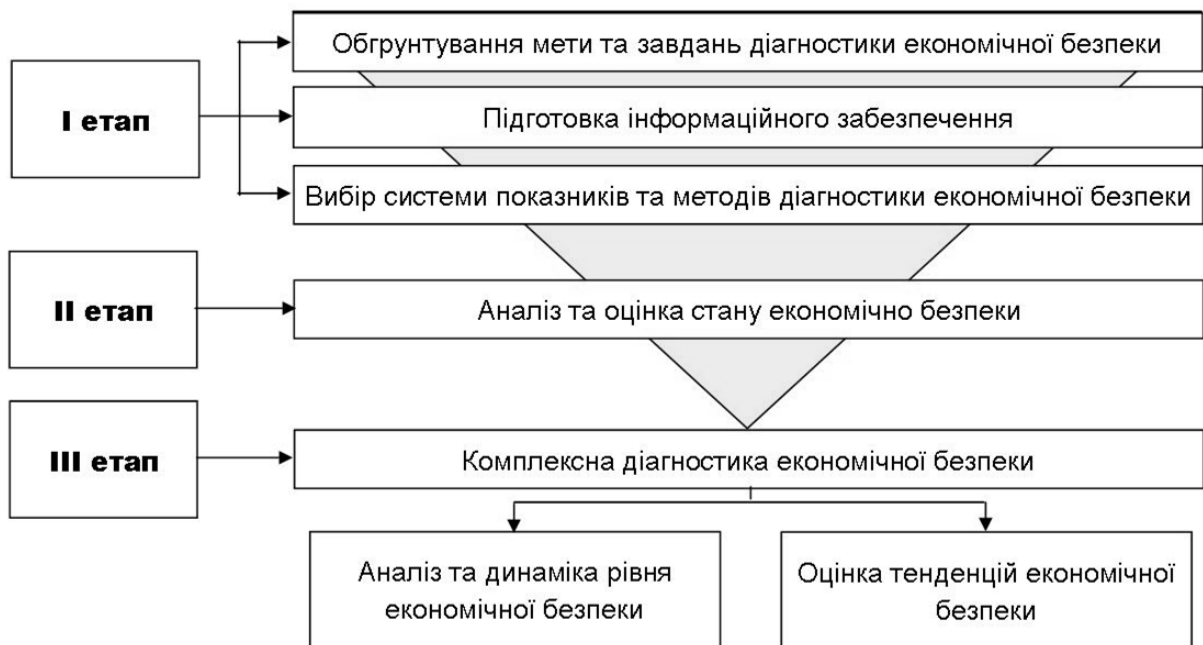 Обгрунтування мети та завдань діагностики економічної безпеки
I етап
Підготовка інформаційного забезпечення
Вибір системи показників та методів діагностики економічної безпеки
II етап
Аналіз та оцінка стану економічно безпеки
III етап
Комплексна діагностика економічної безпеки
Аналіз та динаміка рівня
економічної безпеки
Оцінка тенденцій економічної
безпеки